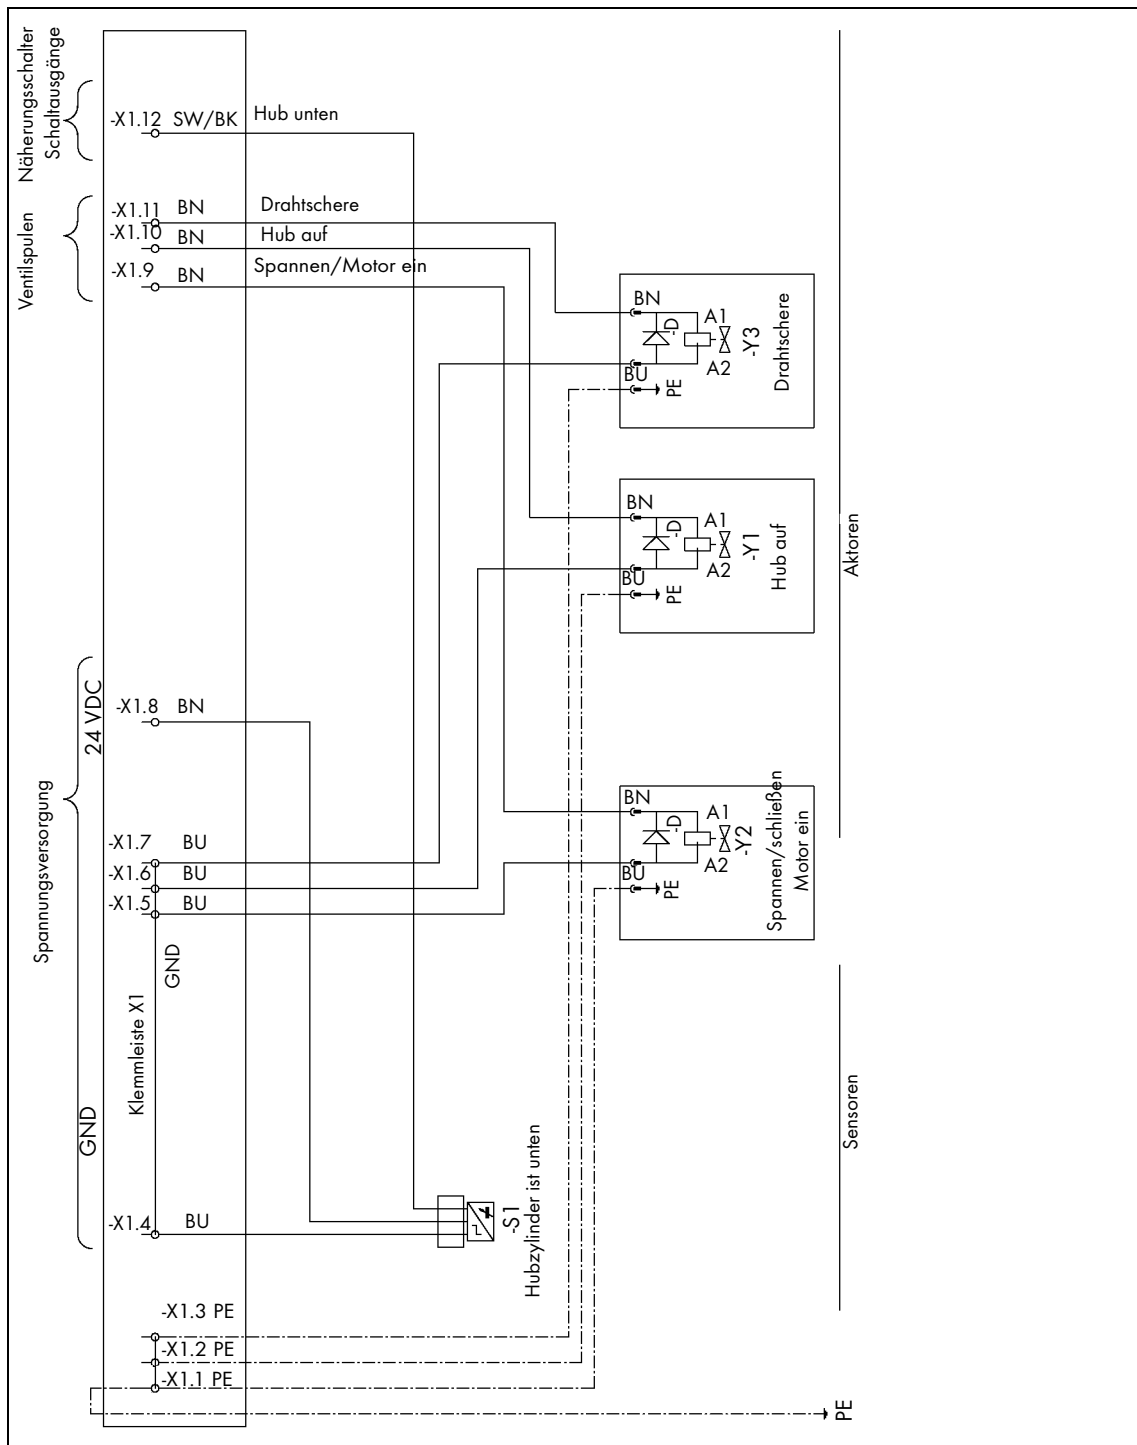 Näherungsschalter
Schaltausgänge
-X1.12 SW/BK Hub unten
Ventilspulen
-X1.11 BN Drahtschere
-X1.10 BN Hub auf
-X1.9 BN Spannen/Motor ein
BN
A1
-D
A2
BU
PE
-Y3
Drahtschere
BN
A1
-D
A2
BU
PE
-Y1
Hub auf
Aktoren
Spannungsversorgung
24 VDC
-X1.8 BN
-X1.7 BU
-X1.6 BU
-X1.5 BU
GND
BN
A1
-D
A2
BU
PE
-Y2
Spannen/schließen
Motor ein
Klemmleiste X1
GND
-X1.4 BU
-S1
Hubzylinder ist unten
Sensoren
-X1.3 PE
-X1.2 PE
-X1.1 PE
PE